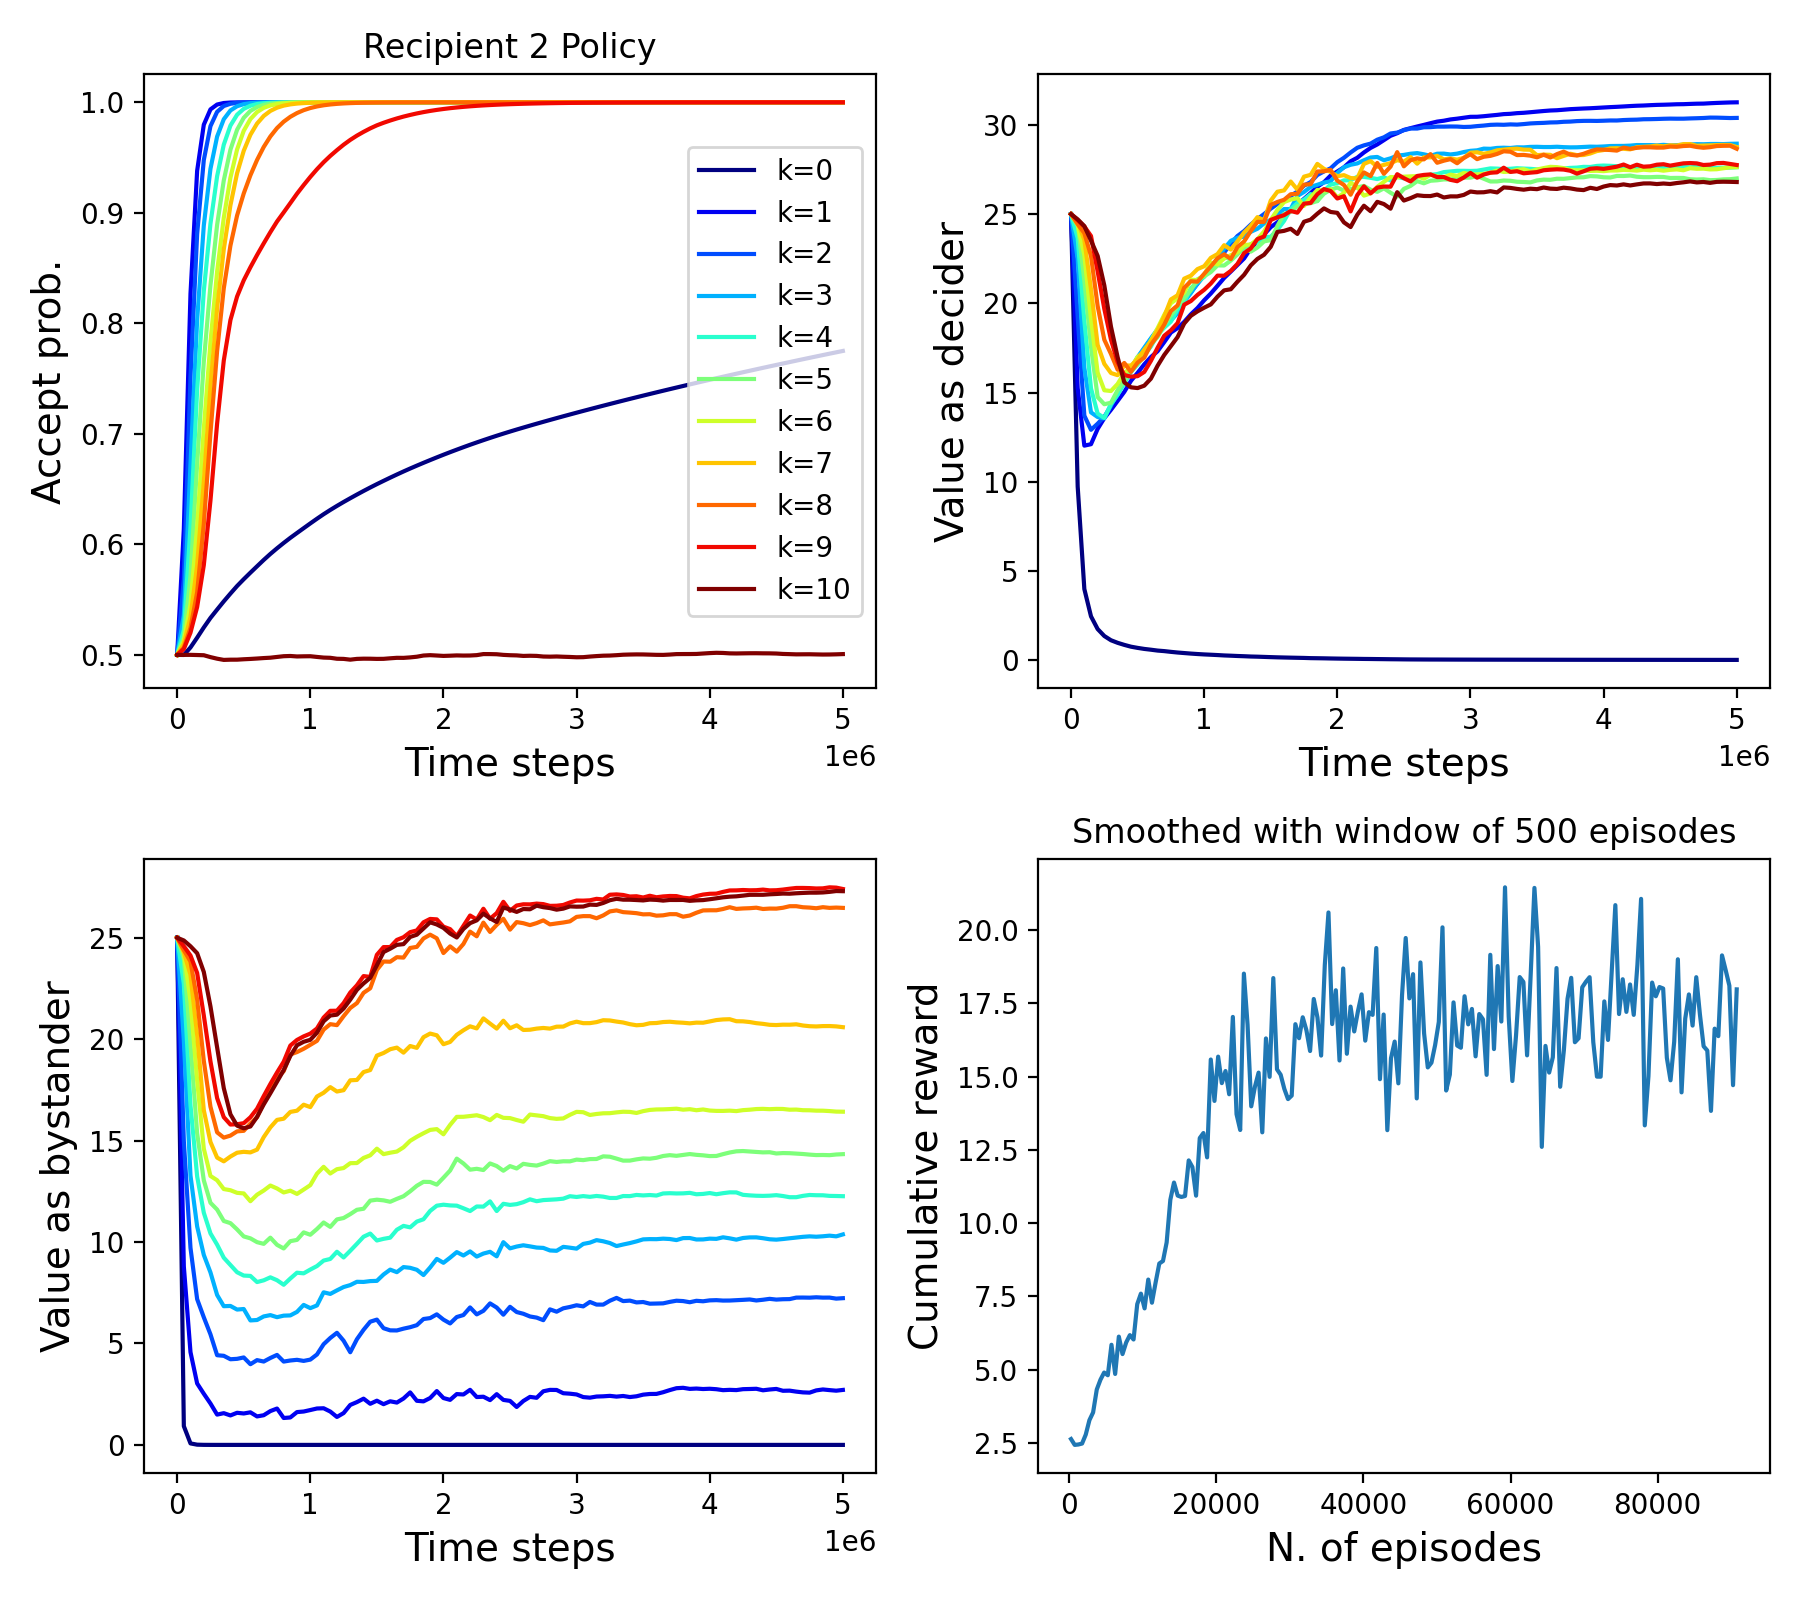 Recipient 2 Policy
Accept prob.
1.0
0.9
0.8
0.7
0.6
0.5
k=0
k=1
k=2
k=3
k=4
k=5
k=6
k=7
k=8
k=9
k=10
0 1 2 3 4 5
1e6
Time steps
Value as decider
30
25
20
15
10
5
0
0 1 2 3 4 5
1e6
Time steps
Value as bystander
25
20
15
10
5
0
0 1 2 3 4 5
1e6
Time steps
Smoothed with window of 500 episodes
Cumulative reward
20.0
17.5
15.0
12.5
10.0
7.5
5.0
2.5
0 20000 40000 60000 80000
N. of episodes